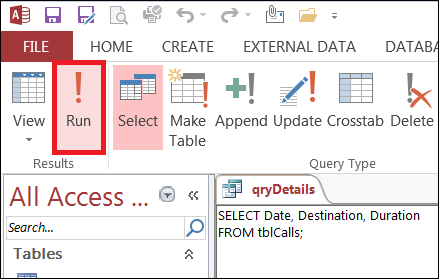 FILE HOME CREATE EXTERNAL DATA DATABA
View Run Select Make Table Append Update Crosstab Delete
Results Query Type
All Access ... qryDetails
Search...
SELECT Date, Destination, Duration
FROM tblCalls;
Tables